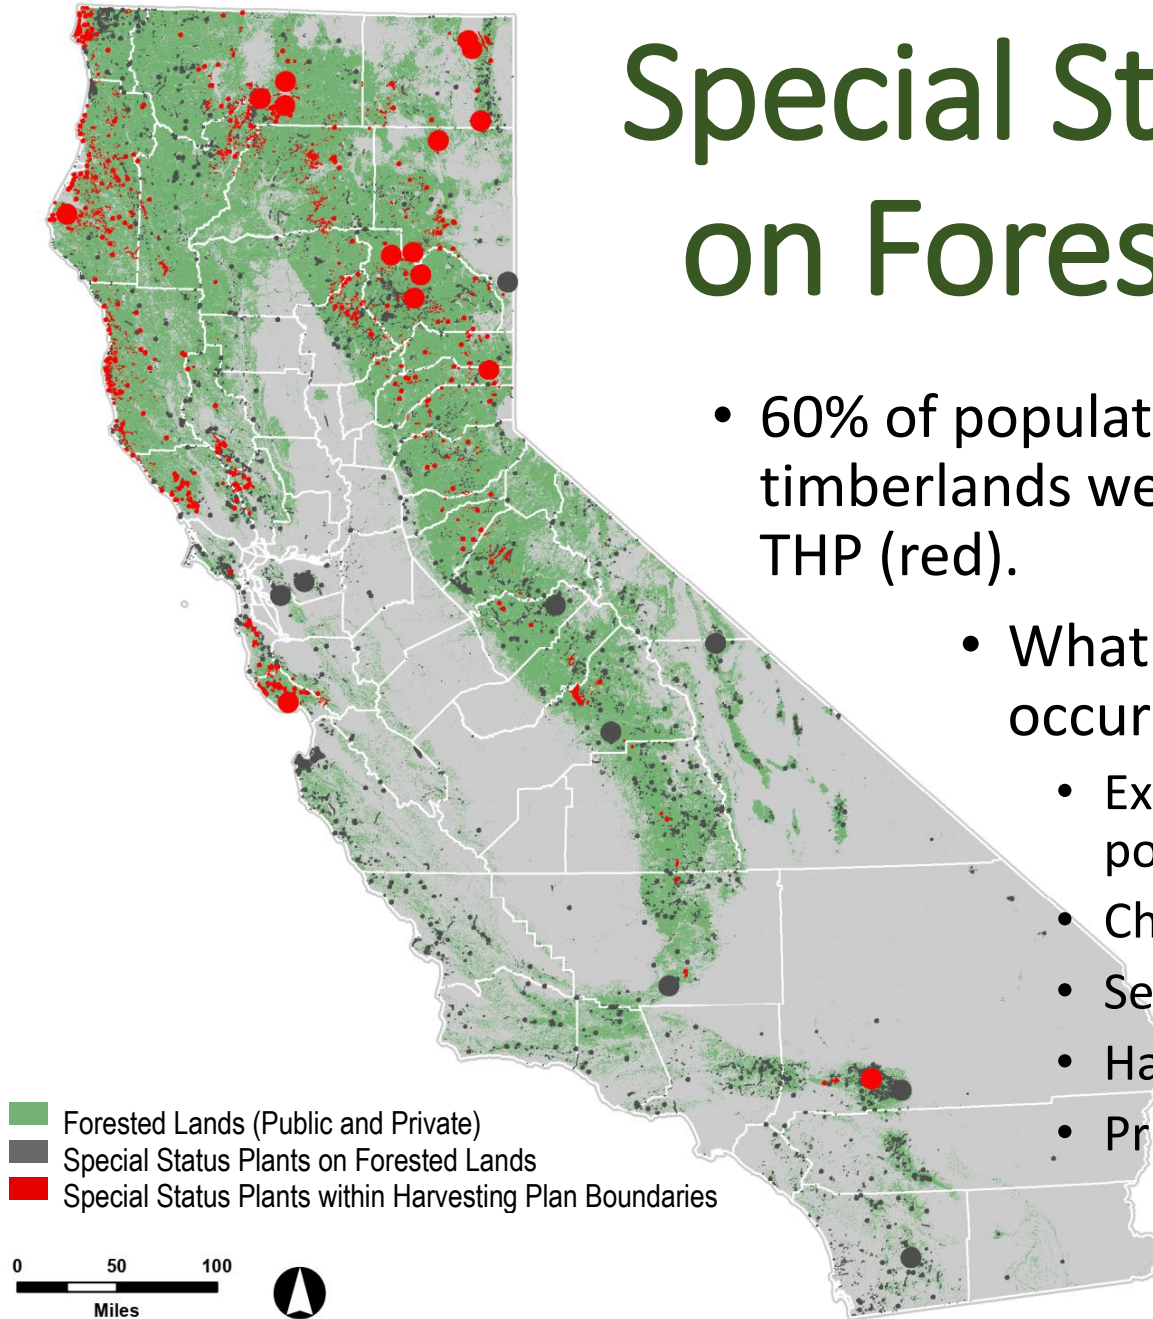 Special St
on Fores
• 60% of populat
timberlands we
THP (red).
• What
occur
• Ex
po
• Ch
• Se
• Ha
• Pr
Forested Lands (Public and Private)
Special Status Plants on Forested Lands
Special Status Plants within Harvesting Plan Boundaries
0 50 100
Miles